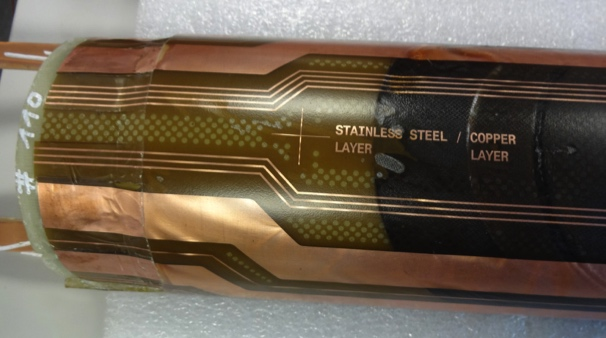 # 110
STAINLESS STEEL / COPPER
LAYER LAYER